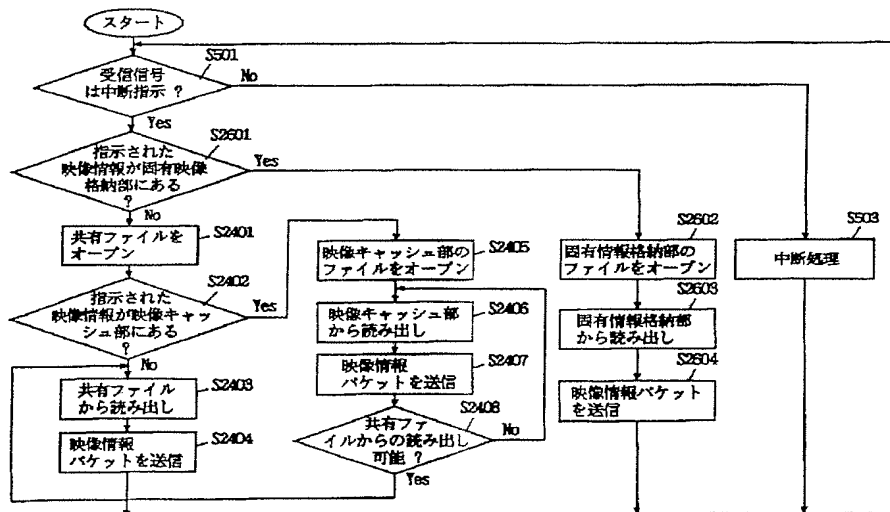 スタート
S501
受信信号
は中断指示 ?
No
Yes
S2601
指示された
映像情報が固有映像
格納部にある
?
Yes
No
共有ファイルを
オープン
S2401
S2402
指示された
映像情報が映像キャッ
シュ部にある
?
Yes
No
共有ファイル
から読み出し
S2403
映像情報
パケットを送信
S2404
映像キャッシュ部の
ファイルをオープン
S2405
映像キャッシュ部
から読み出し
S2406
映像情報
パケットを送信
S2407
S2408
共有ファ
イルからの読み出し
可能 ?
No
Yes
S2602
固有情報格納部の
ファイルをオープン
S2603
固有情報格納部
から読み出し
S2604
映像情報パケット
を送信
S503
中断処理